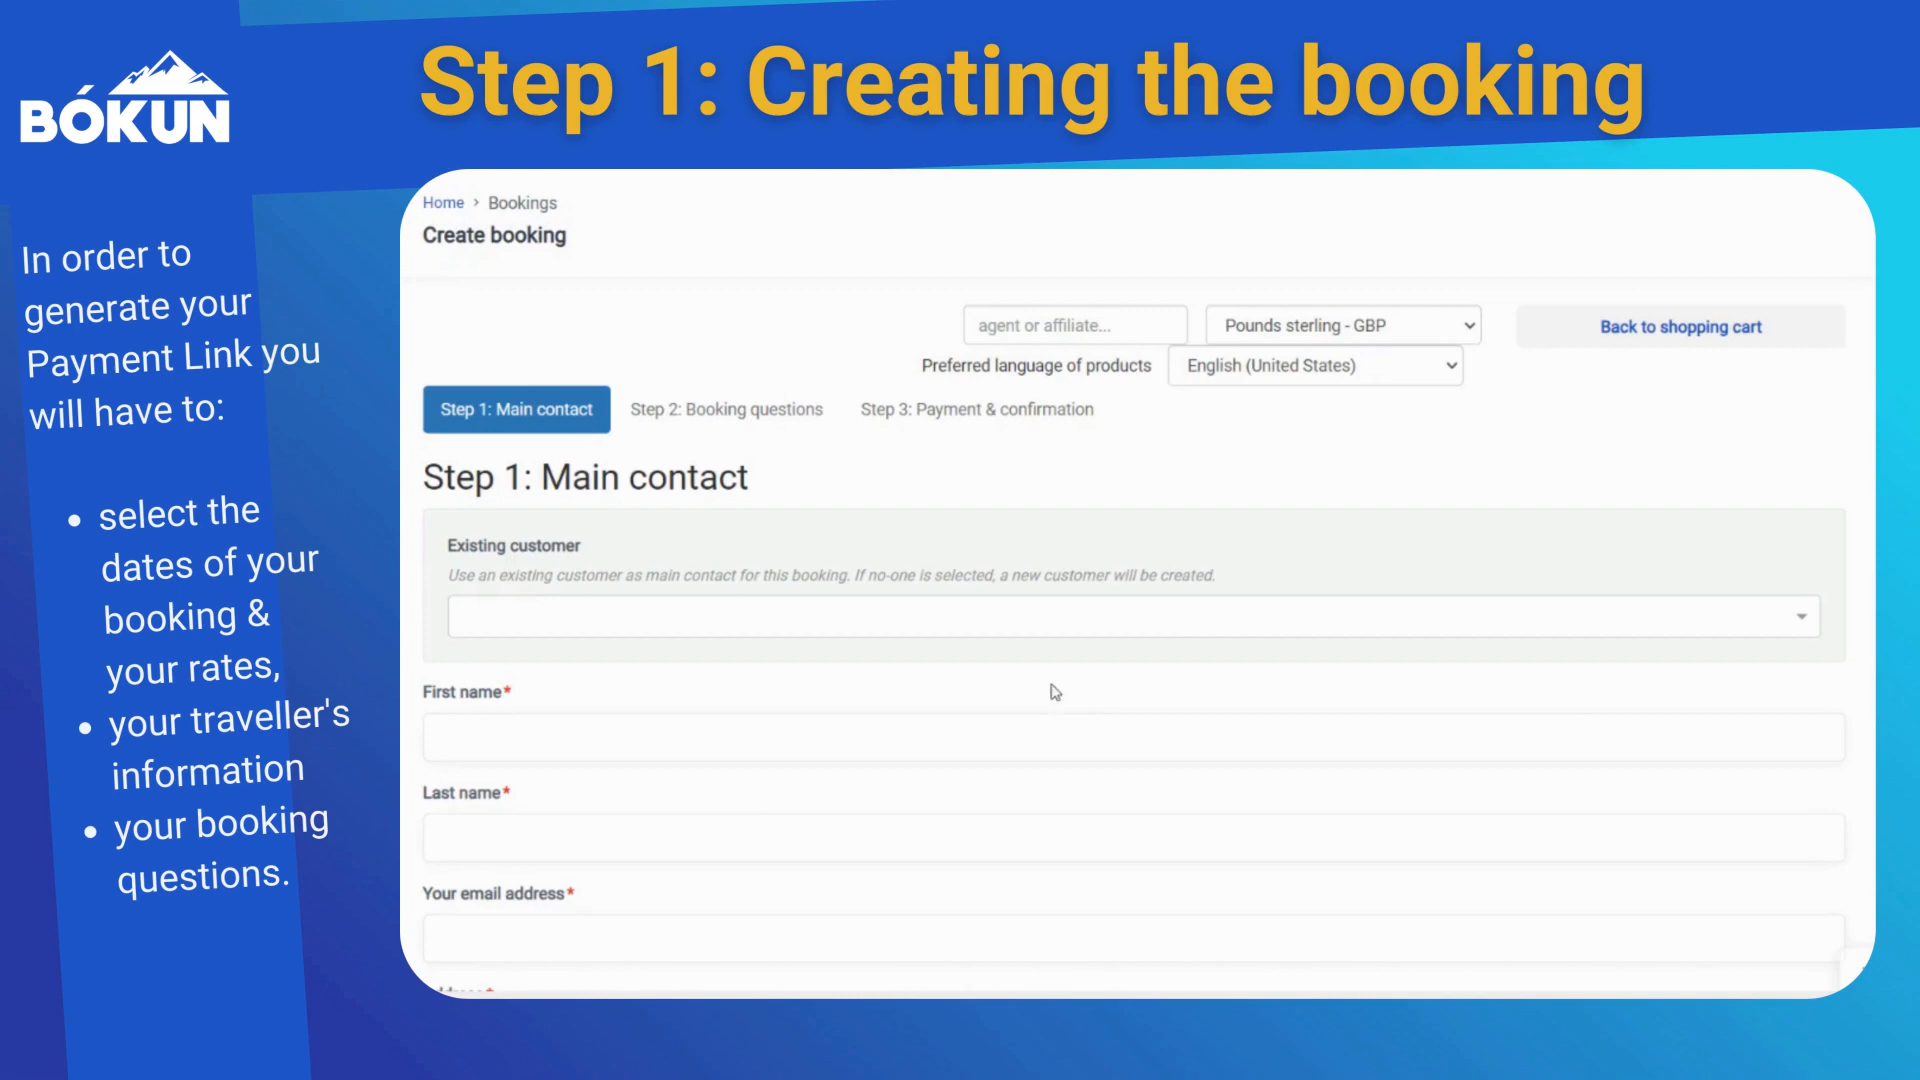 BÓKUN
Step 1: Creating the booking
In order to
generate your
Payment Link you
will have to:
• select the
dates of your
booking &
your rates,
• your traveller's
information
• your booking
questions.
Home > Bookings
Create booking
agent or affiliate...
Pounds sterling - GBP
Back to shopping cart
Preferred language of products
English (United States)
Step 1: Main contact
Step 2: Booking questions
Step 3: Payment & confirmation
Step 1: Main contact
Existing customer
Use an existing customer as main contact for this booking. If no-one is selected, a new customer will be created.
First name*
Last name*
Your email address*